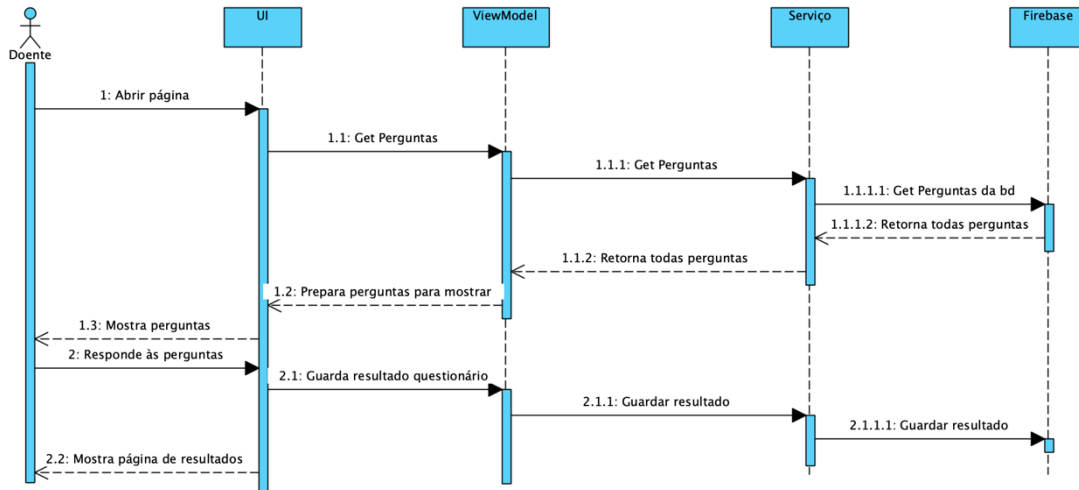 UI
ViewModel
Serviço
Firebase
Doente
1: Abrir página
1.1: Get Perguntas
1.1.1: Get Perguntas
1.1.1.1: Get Perguntas da bd
1.1.1.2: Retorna todas perguntas
1.1.2: Retorna todas perguntas
1.2: Prepara perguntas para mostrar
1.3: Mostra perguntas
2: Responde às perguntas
2.1: Guarda resultado questionário
2.1.1: Guardar resultado
2.1.1.1: Guardar resultado
2.2: Mostra página de resultados